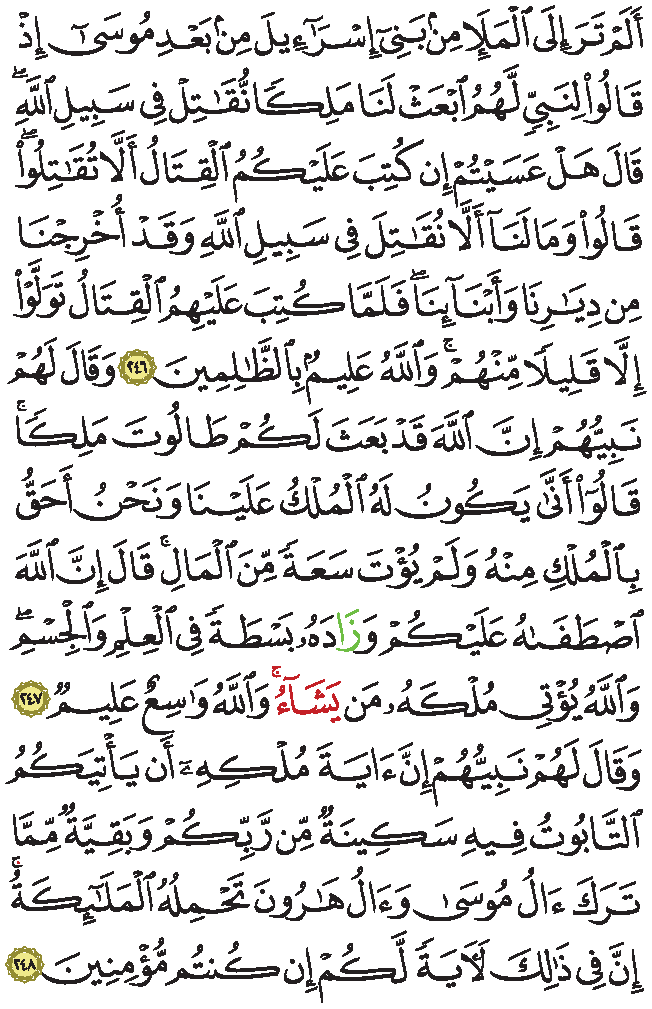 أَلَمْ تَرَ إِلَى ٱلْمَلَإِ مِنۢ بَنِىٓ إِسْرَٰٓءِيلَ مِنۢ بَعْدِ مُوسَىٰٓ إِذْ
قَالُوا۟ لِنَبِىٍّ لَّهُمُ ٱبْعَثْ لَنَا مَلِكًا نُّقَٰتِلْ فِى سَبِيلِ ٱللَّهِ ۖ
قَالَ هَلْ عَسَيْتُمْ إِن كُتِبَ عَلَيْكُمُ ٱلْقِتَالُ أَلَّا تُقَٰتِلُوا۟ ۖ
قَالُوا۟ وَمَا لَنَآ أَلَّا نُقَٰتِلَ فِى سَبِيلِ ٱللَّهِ وَقَدْ أُخْرِجْنَا
مِن دِيَٰرِنَا وَأَبْنَآئِنَا ۖ فَلَمَّا كُتِبَ عَلَيْهِمُ ٱلْقِتَالُ تَوَلَّوْا۟
إِلَّا قَلِيلًا مِّنْهُمْ ۗ وَٱللَّهُ عَلِيمٌۢ بِٱلظَّٰلِمِينَ ٢٤٦ وَقَالَ لَهُمْ
نَبِيُّهُمْ إِنَّ ٱللَّهَ قَدْ بَعَثَ لَكُمْ طَالُوتَ مَلِكًا ۚ
قَالُوٓا۟ أَنَّىٰ يَكُونُ لَهُ ٱلْمُلْكُ عَلَيْنَا وَنَحْنُ أَحَقُّ
بِٱلْمُلْكِ مِنْهُ وَلَمْ يُؤْتَ سَعَةً مِّنَ ٱلْمَالِ ۚ قَالَ إِنَّ ٱللَّهَ
ٱصْطَفَىٰهُ عَلَيْكُمْ وَزَادَهُۥ بَسْطَةً فِى ٱلْعِلْمِ وَٱلْجِسْمِ ۖ
وَٱللَّهُ يُؤْتِى مُلْكَهُۥ مَن يَشَآءُ ۚ وَٱللَّهُ وَٰسِعٌ عَلِيمٌ ٢٤٧
وَقَالَ لَهُمْ نَبِيُّهُمْ إِنَّ ءَايَةَ مُلْكِهِۦٓ أَن يَأْتِيَكُمُ
ٱلتَّابُوتُ فِيهِ سَكِينَةٌ مِّن رَّبِّكُمْ وَبَقِيَّةٌ مِّمَّا
تَرَكَ ءَالُ مُوسَىٰ وَءَالُ هَٰرُونَ تَحْمِلُهُ ٱلْمَلَٰٓئِكَةُ ۚ
إِنَّ فِى ذَٰلِكَ لَءَايَةً لَّكُمْ إِن كُنتُم مُّؤْمِنِينَ ٢٤٨